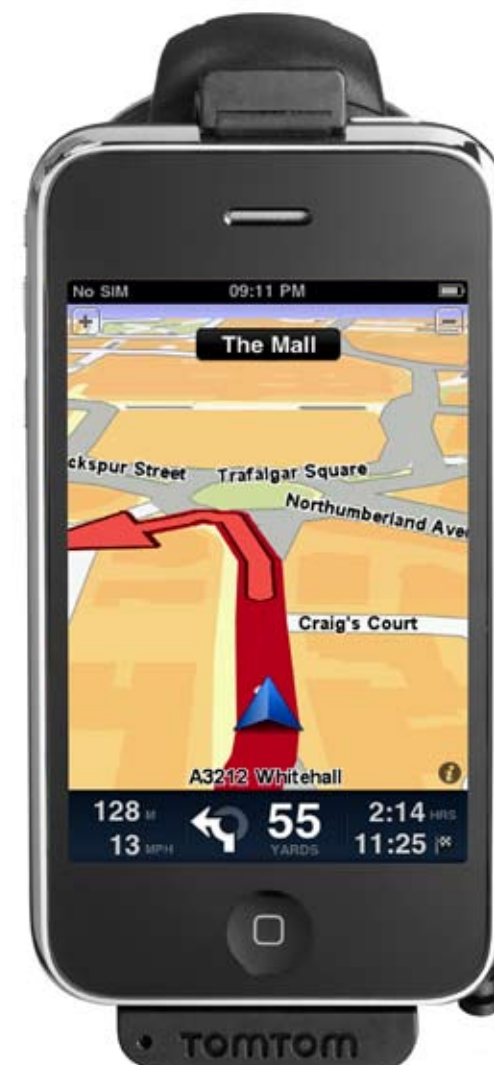 No SIM 09:11 PM
+ −
The Mall
ckspur Street Trafalgar Square
Northumberland Ave
Craig's Court
A3212 Whitehall
i
128 M 55 2:14 HRS
13 MPH YARDS 11:25
TOMTOM